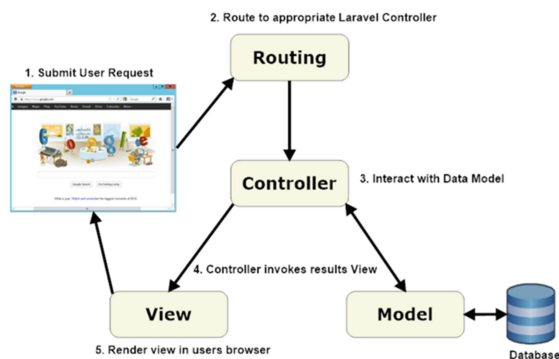 2. Route to appropriate Laravel Controller
Routing
1. Submit User Request
Google
Controller
3. Interact with Data Model
4. Controller invokes results View
View
Model
5. Render view in users browser
Database